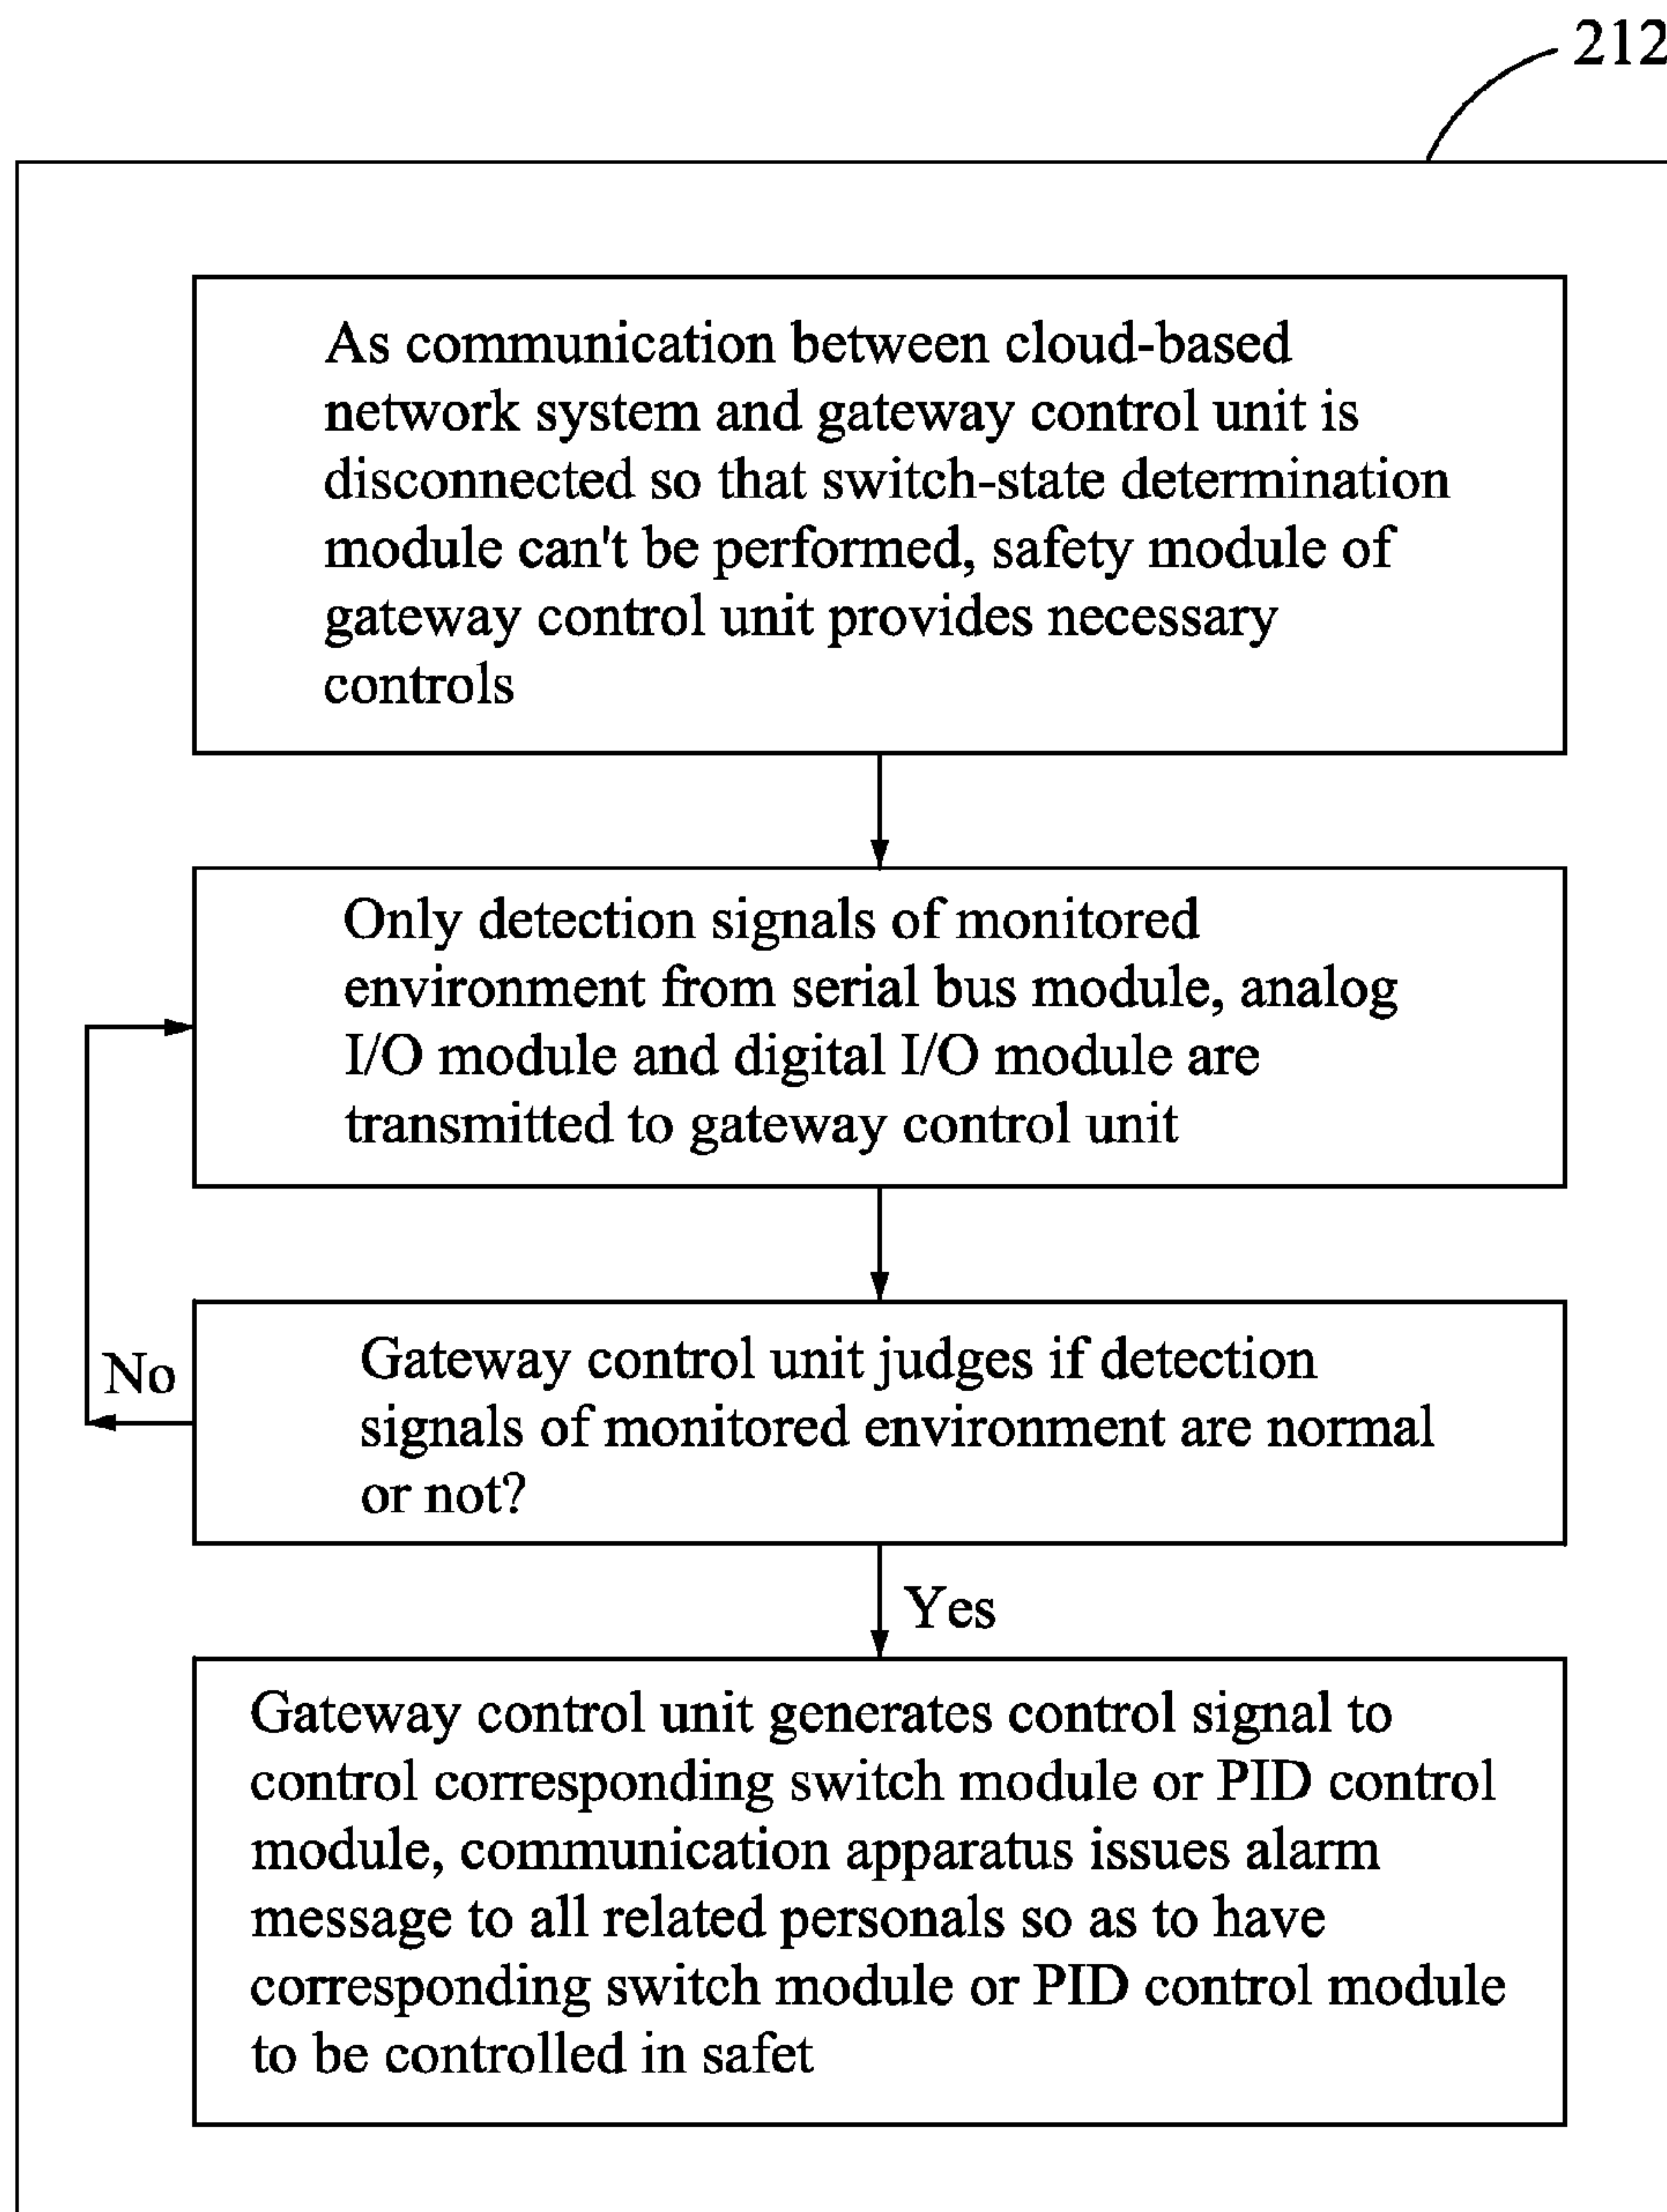 212
As communication between cloud-based
network system and gateway control unit is
disconnected so that switch-state determination
module can't be performed, safety module of
gateway control unit provides necessary
controls
Only detection signals of monitored
environment from serial bus module, analog
I/O module and digital I/O module are
transmitted to gateway control unit
No
Gateway control unit judges if detection
signals of monitored environment are normal
or not?
Yes
Gateway control unit generates control signal to
control corresponding switch module or PID control
module, communication apparatus issues alarm
message to all related personals so as to have
corresponding switch module or PID control module
to be controlled in safet